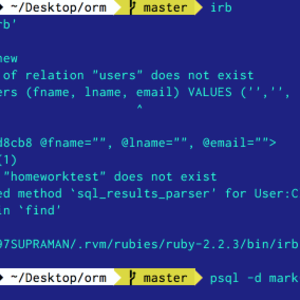 ~/Desktop/orm master irb
rb'
new
of relation "users" does not exist
ers (fname, lname, email) VALUES ('','',
^
d8cb8 @fname="", @lname="", @email="">
(1)
"homeworktest" does not exist
ed method `sql_results_parser' for User:C
in `find'
97SUPRAMAN/.rvm/rubies/ruby-2.2.3/bin/irb
~/Desktop/orm master psql -d mark